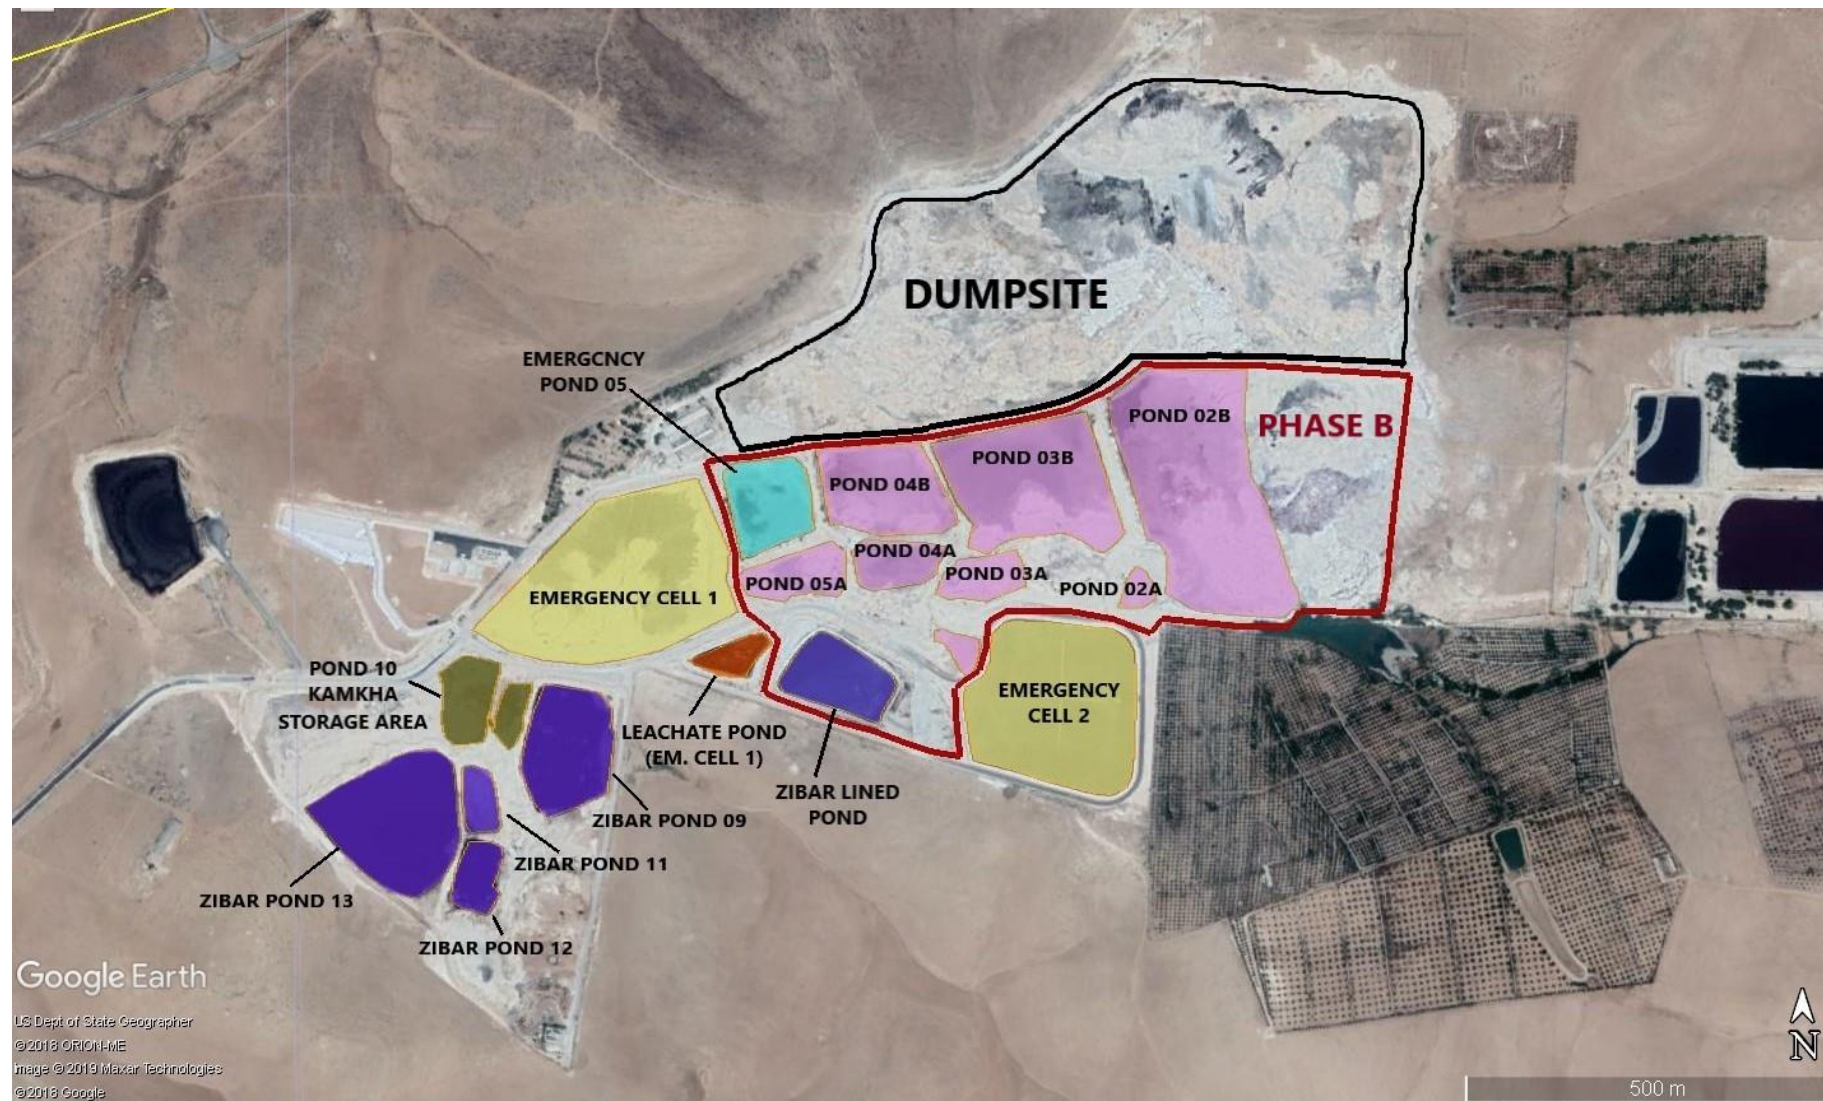 DUMPSITE
EMERGCNCY
POND 05
POND 02B
PHASE B
POND 03B
POND 04B
POND 04A
POND 03A
POND 05A
POND 02A
EMERGENCY CELL 1
POND 10
KAMKHA
STORAGE AREA
EMERGENCY
CELL 2
LEACHATE POND
(EM. CELL 1)
ZIBAR LINED
POND
ZIBAR POND 09
ZIBAR POND 11
ZIBAR POND 13
ZIBAR POND 12
Google Earth
US Dept of State Geographer
©2018 ORION-ME
Image © 2019 Maxar Technologies
©2018 Google
N
500 m